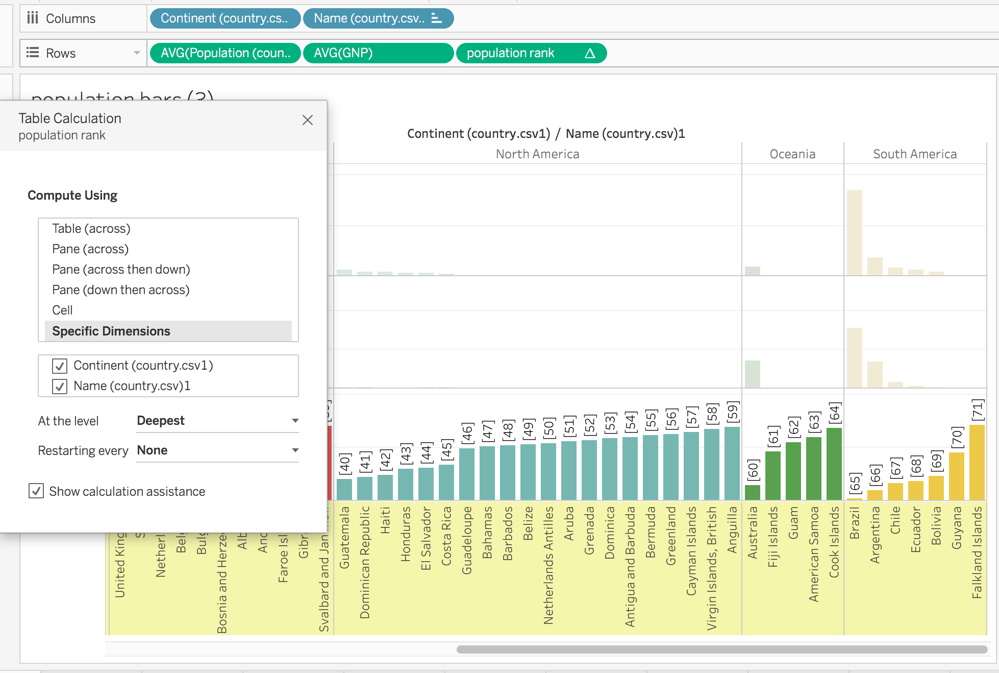 Columns
Continent (country.cs..
Name (country.csv..
Rows
AVG(Population (coun..
AVG(GNP)
population rank
population bars (3)
Table Calculation
population rank
Compute Using
Table (across)
Pane (across)
Pane (across then down)
Pane (down then across)
Cell
Specific Dimensions
Continent (country.csv1)
Name (country.csv)1
At the level
Deepest
Restarting every
None
Show calculation assistance
Continent (country.csv1) / Name (country.csv)1
North America
Oceania
South America
[40]
[41]
[42]
[43]
[44]
[45]
[46]
[47]
[48]
[49]
[50]
[51]
[52]
[53]
[54]
[55]
[56]
[57]
[58]
[59]
[60]
[61]
[62]
[63]
[64]
[65]
[66]
[67]
[68]
[69]
[70]
[71]
United King
S
Netherl
Belg
Bulg
Bosnia and Herzeg
Alb
And
Faroe Isl
Gibr
Svalbard and Jan
Guatemala
Dominican Republic
Haiti
Honduras
El Salvador
Costa Rica
Guadeloupe
Bahamas
Barbados
Belize
Netherlands Antilles
Aruba
Grenada
Dominica
Antigua and Barbuda
Bermuda
Greenland
Cayman Islands
Virgin Islands, British
Anguilla
Australia
Fiji Islands
Guam
American Samoa
Cook Islands
Brazil
Argentina
Chile
Ecuador
Bolivia
Guyana
Falkland Islands